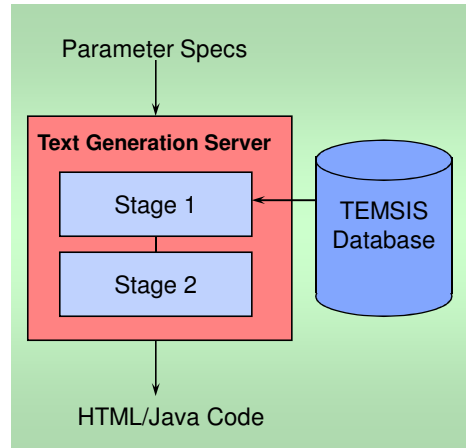 Parameter Specs
Text Generation Server
Stage 1
Stage 2
TEMSIS
Database
HTML/Java Code